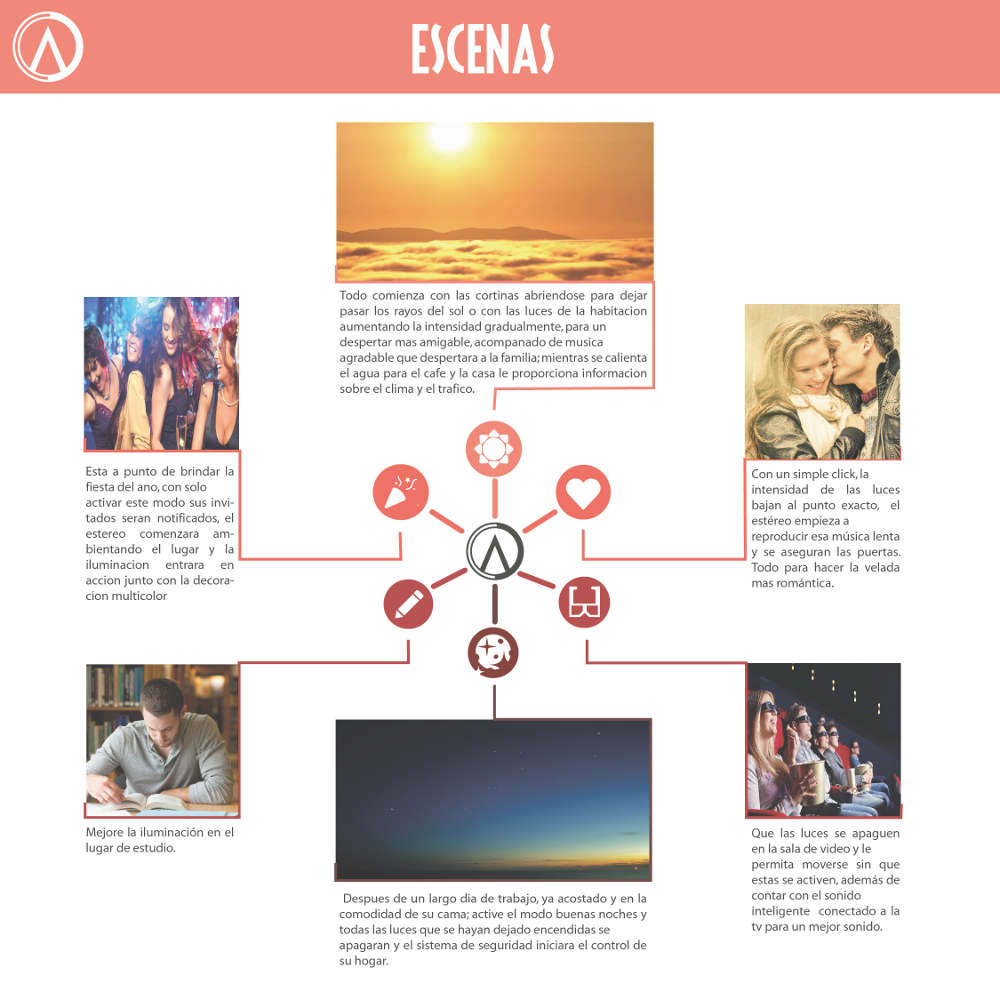 ESCENAS
Todo comienza con las cortinas abriendose para dejar
pasar los rayos del sol o con las luces de la habitacion
aumentando la intensidad gradualmente, para un
despertar mas amigable, acompanado de musica
agradable que despertara a la familia; mientras se calienta
el agua para el cafe y la casa le proporciona informacion
sobre el clima y el trafico.
Esta a punto de brindar la
fiesta del ano, con solo
activar este modo sus invi-
tados seran notificados, el
estereo comenzara am-
bientando el lugar y la
iluminacion entrara en
accion junto con la decora-
cion multicolor
Con un simple click, la
intensidad de las luces
bajan al punto exacto, el
estéreo empieza a
reproducir esa música lenta
y se aseguran las puertas.
Todo para hacer la velada
mas romántica.
Mejore la iluminación en el
lugar de estudio.
Despues de un largo dia de trabajo, ya acostado y en la
comodidad de su cama; active el modo buenas noches y
todas las luces que se hayan dejado encendidas se
apagaran y el sistema de seguridad iniciara el control de
su hogar.
Que las luces se apaguen
en la sala de video y le
permita moverse sin que
estas se activen, además de
contar con el sonido
inteligente conectado a la
tv para un mejor sonido.